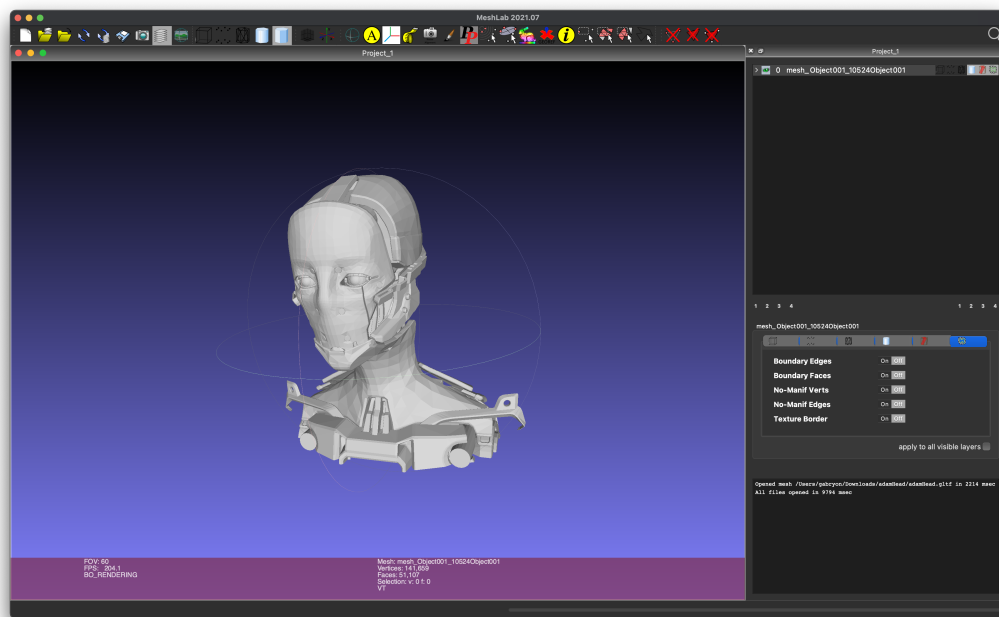 MeshLab 2021.07
Project_1
Project_1
0 mesh_Object001_10524Object001
1 2 3 4 1 2 3 4
mesh_Object001_10524Object001
Boundary Edges On Off
Boundary Faces On Off
No-Manif Verts On Off
No-Manif Edges On Off
Texture Border On Off
apply to all visible layers
Opened mesh /Users/gabryon/Downloads/adamHead/adamHead.gltf in 2214 msec
All files opened in 9794 msec
FOV: 60
FPS: 204.1
BO_RENDERING
Mesh: mesh_Object001_10524Object001
Vertices: 141,659
Faces: 51,107
Selection: v: 0 f: 0
VT